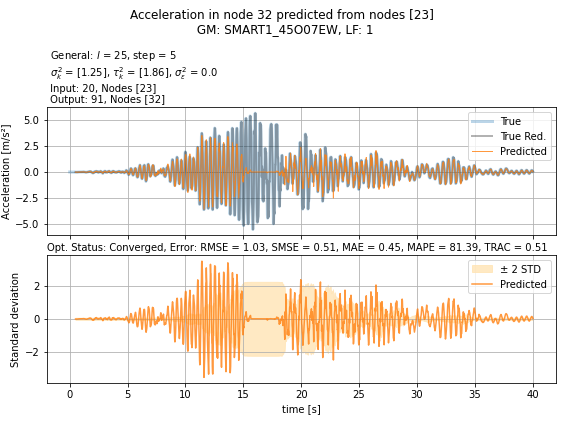 Acceleration in node 32 predicted from nodes [23]
GM: SMART1_45O07EW, LF: 1
General: l = 25, step = 5
σ²ₖ = [1.25], τ²ₖ = [1.86], σ²ε = 0.0
Input: 20, Nodes [23]
Output: 91, Nodes [32]
Acceleration [m/s²]
5.0
2.5
0.0
−2.5
−5.0
True
True Red.
Predicted
Opt. Status: Converged, Error: RMSE = 1.03, SMSE = 0.51, MAE = 0.45, MAPE = 81.39, TRAC = 0.51
Standard deviation
2
0
−2
± 2 STD
Predicted
0 5 10 15 20 25 30 35 40
time [s]